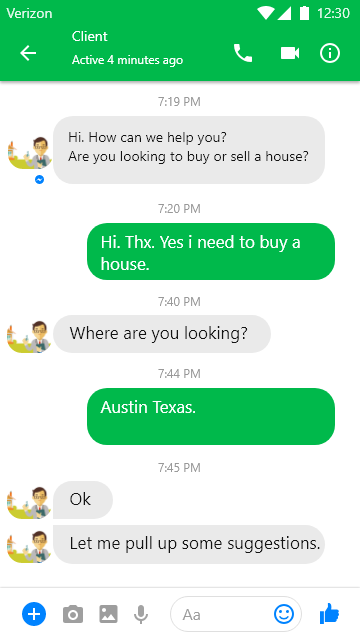 Verizon 12:30
Client
Active 4 minutes ago
7:19 PM
Hi. How can we help you?
Are you looking to buy or sell a house?
7:20 PM
Hi. Thx. Yes i need to buy a
house.
7:40 PM
Where are you looking?
7:44 PM
Austin Texas.
7:45 PM
Ok
Let me pull up some suggestions.
Aa